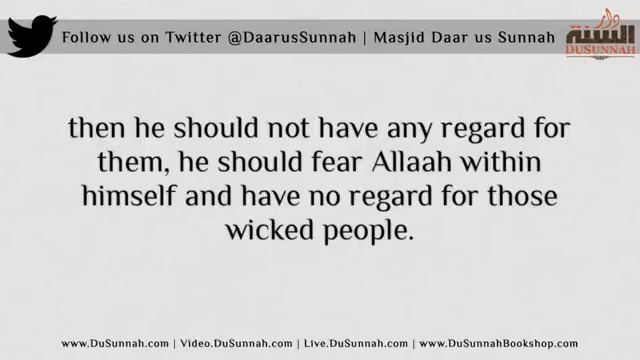 Follow us on Twitter @DaarusSunnah | Masjid Daar us Sunnah
دار
السنة
DUSUNNAH
then he should not have any regard for
them, he should fear Allaah within
himself and have no regard for those
wicked people.
www.DuSunnah.com | Video.DuSunnah.com | Live.DuSunnah.com | www.DuSunnahBookshop.com